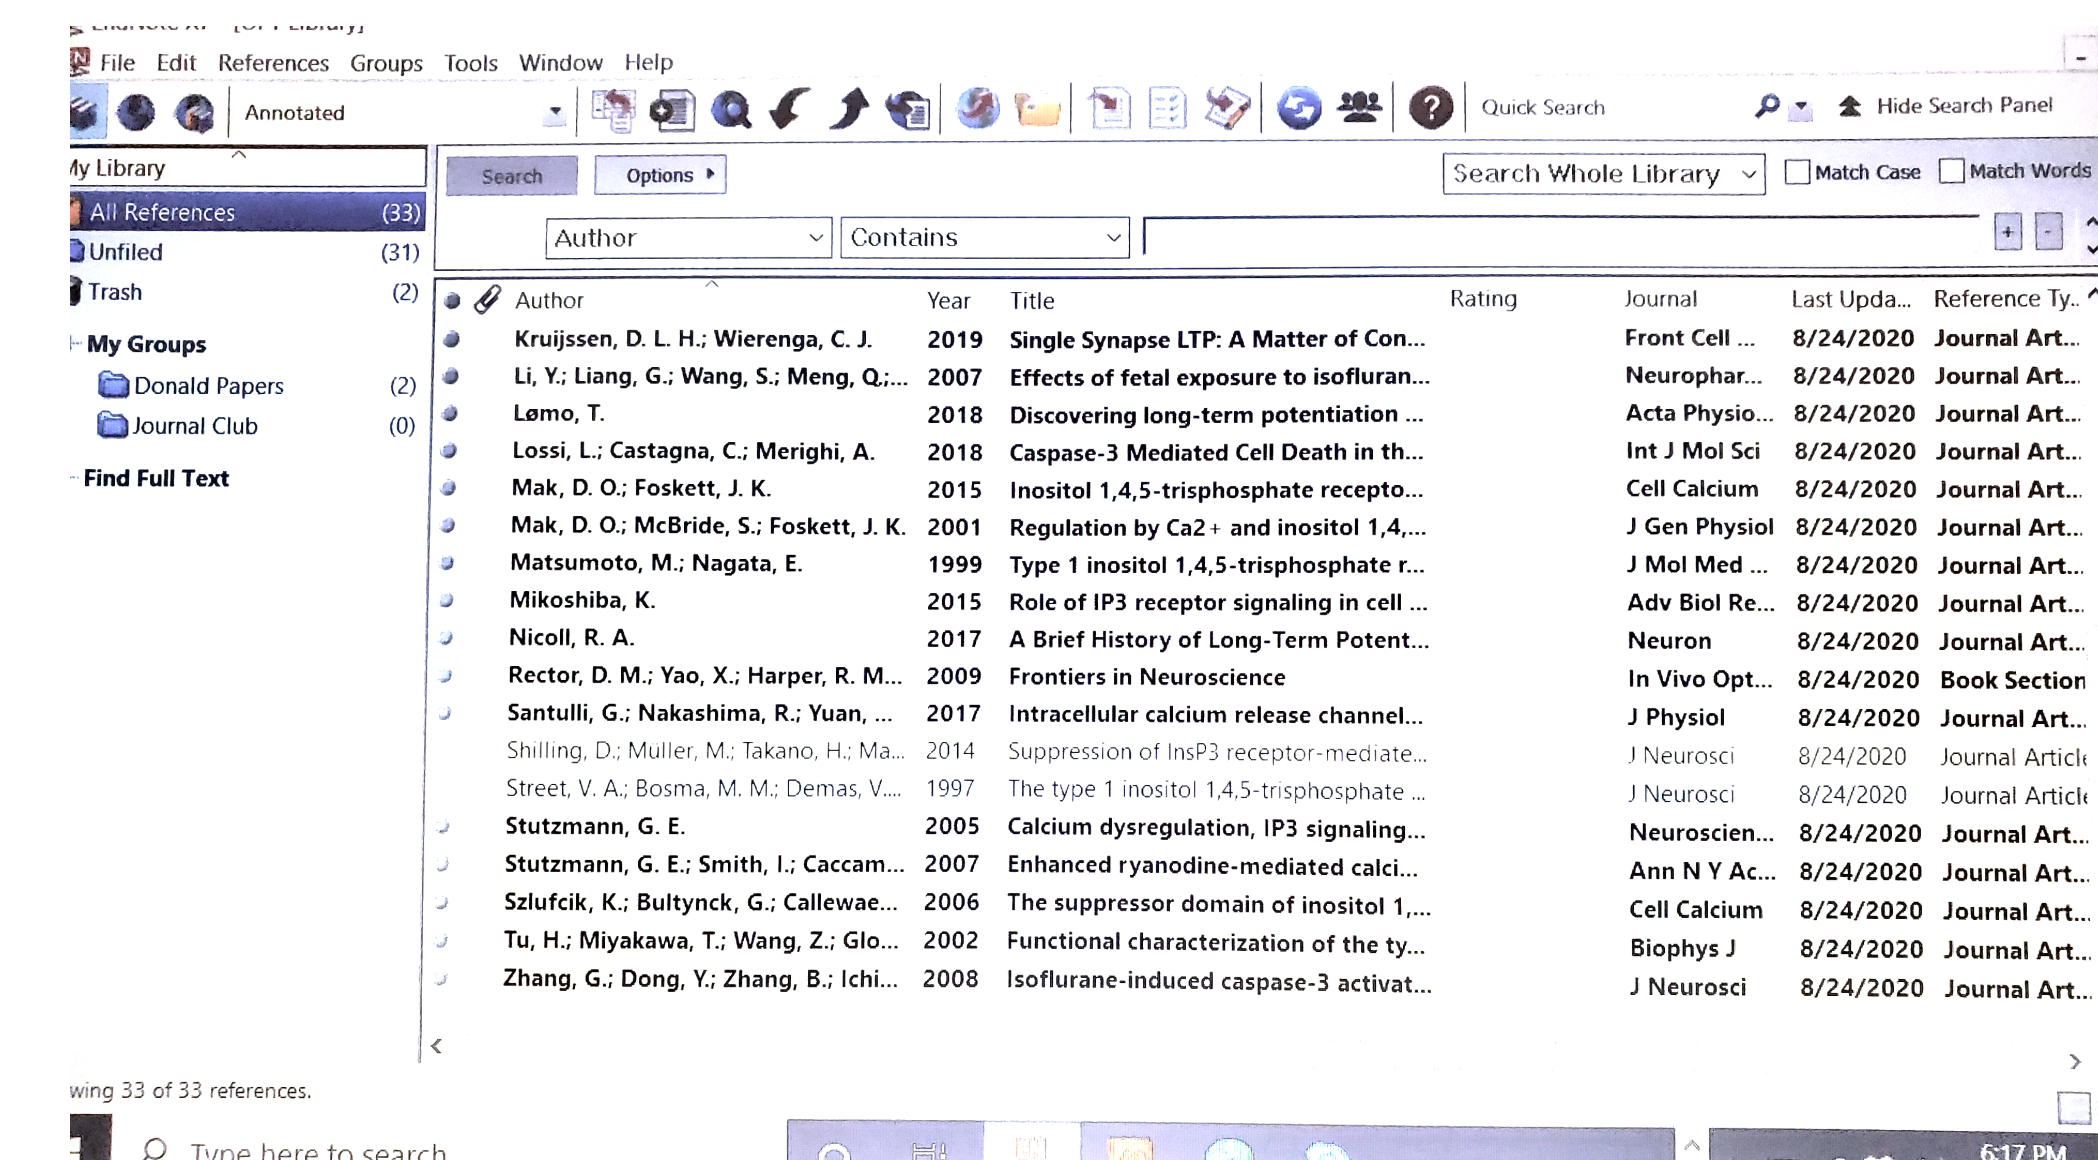 File Edit References Groups Tools Window Help
Annotated Quick Search Hide Search Panel
My Library
Search Options Search Whole Library Match Case Match Words
All References (33)
Author Contains + -
Unfiled (31)
Trash (2)
My Groups
Donald Papers (2)
Journal Club (0)
Find Full Text
Author Year Title Rating Journal Last Upda... Reference Ty..
Kruijssen, D. L. H.; Wierenga, C. J. 2019 Single Synapse LTP: A Matter of Con... Front Cell ... 8/24/2020 Journal Art...
Li, Y.; Liang, G.; Wang, S.; Meng, Q.;... 2007 Effects of fetal exposure to isofluran... Neurophar... 8/24/2020 Journal Art...
Lømo, T. 2018 Discovering long-term potentiation ... Acta Physio... 8/24/2020 Journal Art...
Lossi, L.; Castagna, C.; Merighi, A. 2018 Caspase-3 Mediated Cell Death in th... Int J Mol Sci 8/24/2020 Journal Art...
Mak, D. O.; Foskett, J. K. 2015 Inositol 1,4,5-trisphosphate recepto... Cell Calcium 8/24/2020 Journal Art...
Mak, D. O.; McBride, S.; Foskett, J. K. 2001 Regulation by Ca2+ and inositol 1,4,... J Gen Physiol 8/24/2020 Journal Art...
Matsumoto, M.; Nagata, E. 1999 Type 1 inositol 1,4,5-trisphosphate r... J Mol Med ... 8/24/2020 Journal Art...
Mikoshiba, K. 2015 Role of IP3 receptor signaling in cell ... Adv Biol Re... 8/24/2020 Journal Art...
Nicoll, R. A. 2017 A Brief History of Long-Term Potent... Neuron 8/24/2020 Journal Art...
Rector, D. M.; Yao, X.; Harper, R. M... 2009 Frontiers in Neuroscience In Vivo Opt... 8/24/2020 Book Section
Santulli, G.; Nakashima, R.; Yuan, ... 2017 Intracellular calcium release channel... J Physiol 8/24/2020 Journal Art...
Shilling, D.; Muller, M.; Takano, H.; Ma... 2014 Suppression of InsP3 receptor-mediate... J Neurosci 8/24/2020 Journal Article
Street, V. A.; Bosma, M. M.; Demas, V.... 1997 The type 1 inositol 1,4,5-trisphosphate ... J Neurosci 8/24/2020 Journal Article
Stutzmann, G. E. 2005 Calcium dysregulation, IP3 signaling... Neuroscien... 8/24/2020 Journal Art...
Stutzmann, G. E.; Smith, I.; Caccam... 2007 Enhanced ryanodine-mediated calci... Ann N Y Ac... 8/24/2020 Journal Art...
Szlufcik, K.; Bultynck, G.; Callewae... 2006 The suppressor domain of inositol 1,... Cell Calcium 8/24/2020 Journal Art...
Tu, H.; Miyakawa, T.; Wang, Z.; Glo... 2002 Functional characterization of the ty... Biophys J 8/24/2020 Journal Art...
Zhang, G.; Dong, Y.; Zhang, B.; Ichi... 2008 Isoflurane-induced caspase-3 activat... J Neurosci 8/24/2020 Journal Art...
wing 33 of 33 references.
Type here to search 6:17 PM